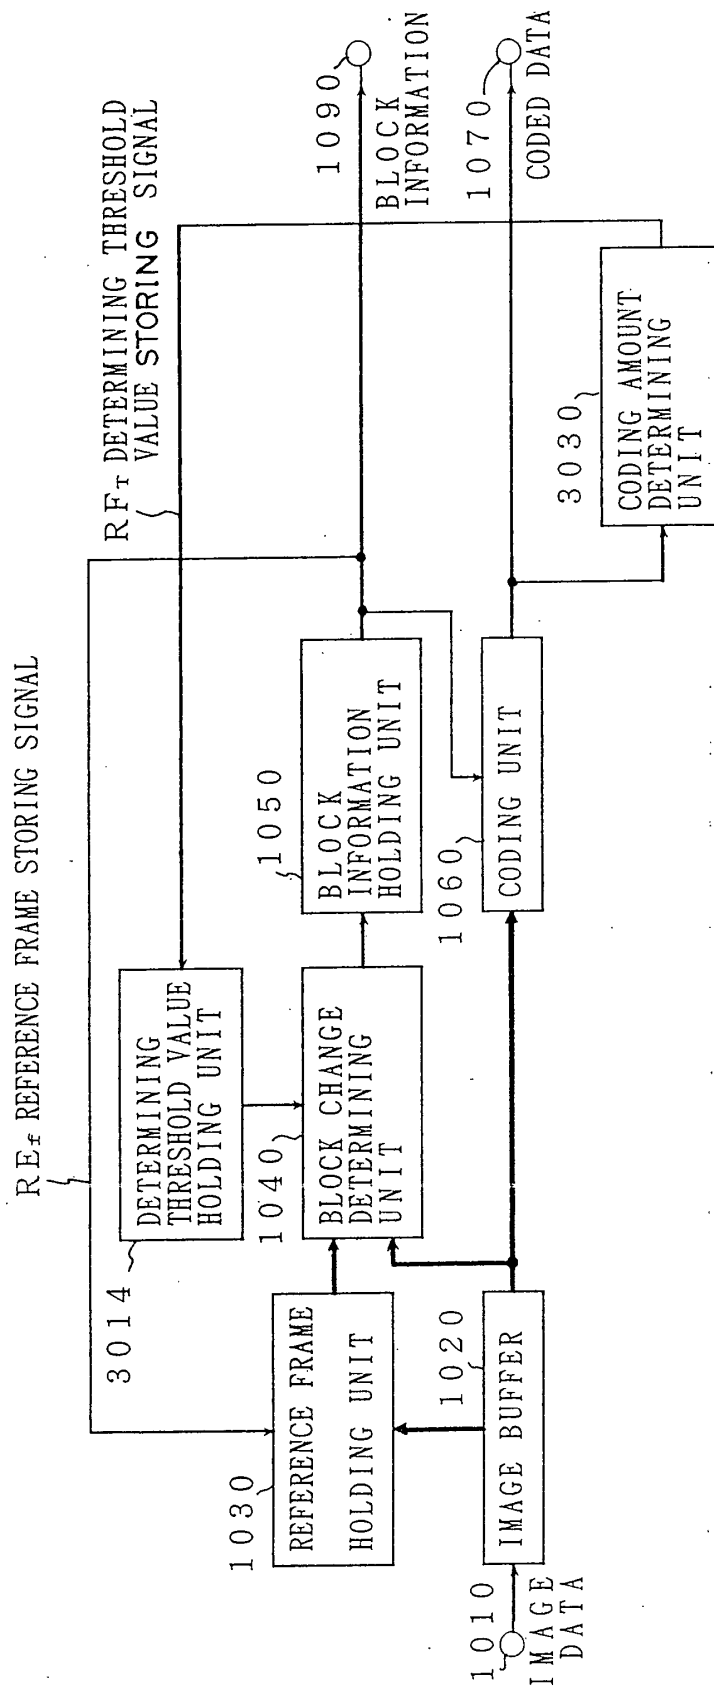 REf REFERENCE FRAME STORING SIGNAL
RFT DETERMINING THRESHOLD
VALUE STORING SIGNAL
3014
DETERMINING
THRESHOLD VALUE
HOLDING UNIT
1030
REFERENCE FRAME
HOLDING UNIT
1040
BLOCK CHANGE
DETERMINING
UNIT
1050
BLOCK
INFORMATION
HOLDING UNIT
1090
BLOCK
INFORMATION
1010
IMAGE
DATA
1020
IMAGE BUFFER
1060
CODING UNIT
1070
CODED DATA
3030
CODING AMOUNT
DETERMINING
UNIT